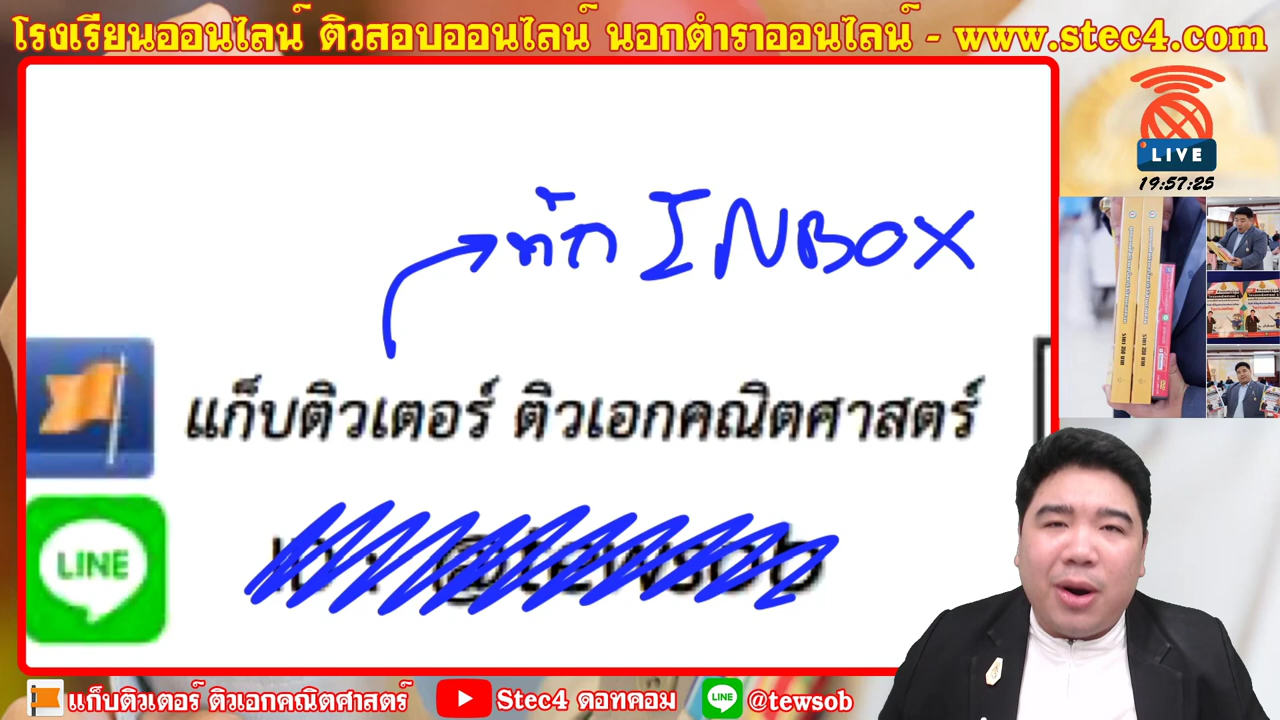 โรงเรียนออนไลน์ ติวสอบออนไลน์ นอกตำราออนไลน์ - www.stec4.com
LIVE
19:57:25
ทัก INBOX
แก็บติวเตอร์ ติวเอกคณิตศาสตร์
LINE
@tewsob
แก็บติวเตอร์ ติวเอกคณิตศาสตร์
Stec4 ดอทคอม
LINE
@tewsob